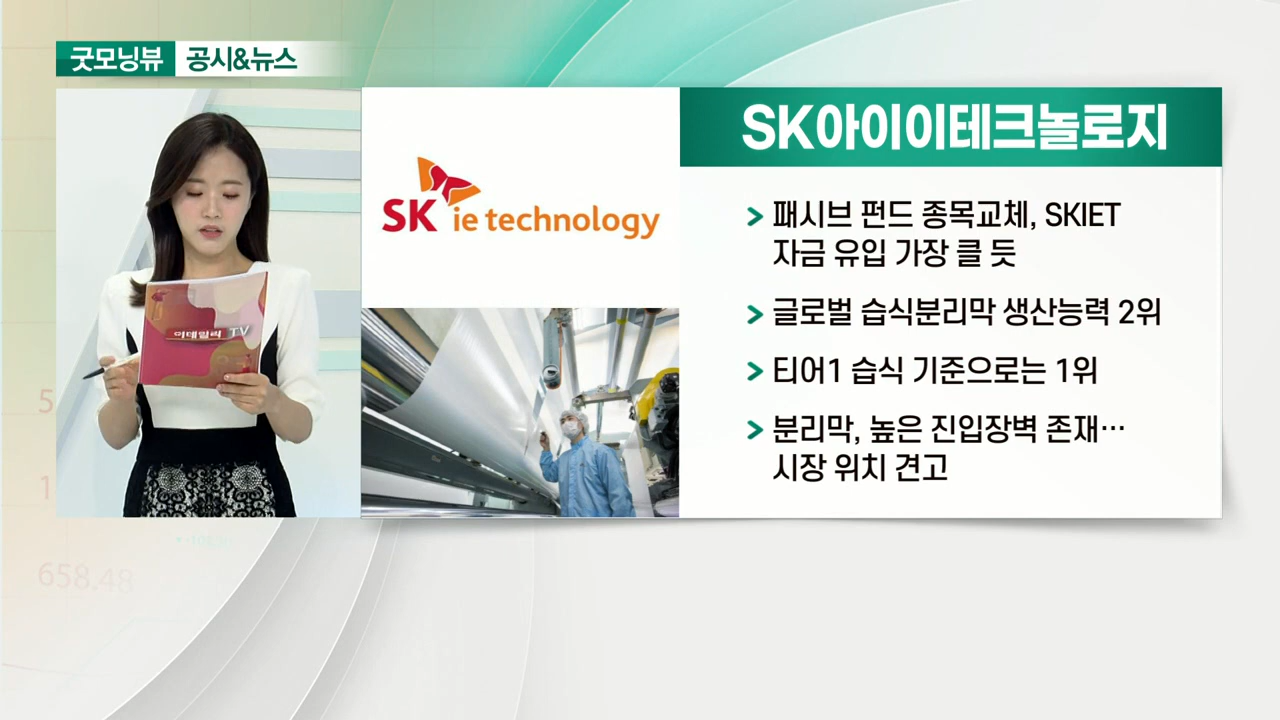 굿모닝뷰 공시&뉴스
SK아이이테크놀로지
SK ie technology
> 패시브 펀드 종목교체, SKIET
자금 유입 가장 클 듯
> 글로벌 습식분리막 생산능력 2위
> 티어1 습식 기준으로는 1위
> 분리막, 높은 진입장벽 존재…
시장 위치 견고
이데일리 TV
658.48